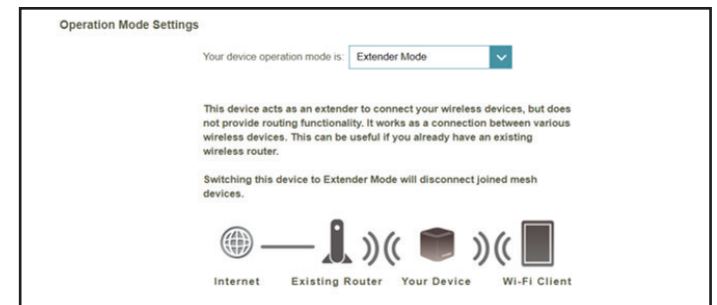 Operation Mode Settings
Your device operation mode is: Extender Mode
This device acts as an extender to connect your wireless devices, but does
not provide routing functionality. It works as a connection between various
wireless devices. This can be useful if you already have an existing
wireless router.
Switching this device to Extender Mode will disconnect joined mesh
devices.
Internet Existing Router Your Device Wi-Fi Client